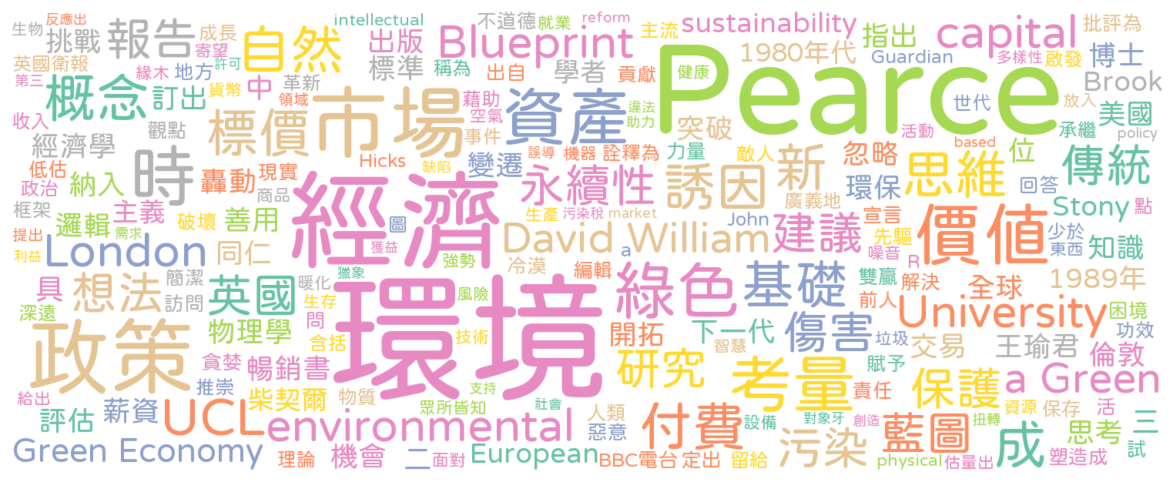 反應出 intellectual 不道德 就業 reform 主流 sustainability 指出 capital 批評為
生物 挑戰 報告 成長 自然 出版 Blueprint 1980年代 Guardian 多樣性 啟發 博士
英國衛報 寄望 標準 稱為 出自 學者 貢獻 健康 Pearce Brook
第三 緣木 地方 許可 革新 中 貨幣 領域 藉助 空氣 資產 違法 助力 突破 世代 放入 美國
收入 概念 訂出 標價 市場 事件 活動 承繼 policy
經濟學 觀點 時 Hicks 缺陷 變遷 誤導 機器 詮釋為 力量 敵人 新 忽略 based 位 傳統
低估 政治 納入 轟動 現實 永續性 誘因 廣義地 環保 思維 回答
框架 邏輯 主義 破壞 善用 商品 經濟 圖 生產 污染稅 market John 建議 宣言 先驅 價值 Stony 點
提出 需求 London 同仁 獲益 David William a 噪音 R 少於 東西 知識
利益 具 想法 簡潔 訪問 英國 暖化 獵象 強勢 冷漠 編輯 綠色 基礎 雙贏 前人 解決 全球 1989年
深遠 問 生存 風險 環境 University 困境 功效
政策 物理學 含括 技術 開拓 下一代 智慧 傷害 垃圾 交易 王瑜君 倫敦
貪婪 暢銷書 推崇 柴契爾 物質 研究 考量 賦予 責任 保護 a Green
給出 評估 薪資 UCL 眾所皆知 支持 社會 人類 惡意 付費 設備 對象牙 創造 藍圖 扭轉 資源 保存 活 三
Green Economy 理論 機會 environmental 二 面對 European BBC電台 定出 留給 污染 physical 估量出 成 思考 塑造成 試